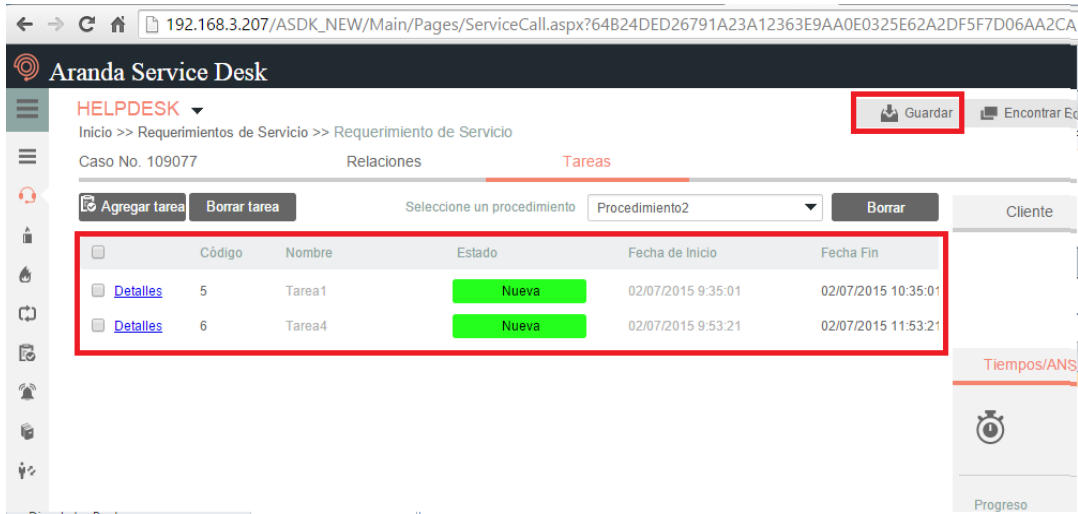 192.168.3.207/ASDK_NEW/Main/Pages/ServiceCall.aspx?64B24DED26791A23A12363E9AA0E0325E62A2DF5F7D06AA2CA
Aranda Service Desk
HELPDESK
Guardar Encontrar
Inicio >> Requerimientos de Servicio >> Requerimiento de Servicio
Caso No. 109077 Relaciones Tareas
Agregar tarea Borrar tarea Seleccione un procedimiento Procedimiento2 Borrar Cliente
Código Nombre Estado Fecha de Inicio Fecha Fin
Detalles 5 Tarea1 Nueva 02/07/2015 9:35:01 02/07/2015 10:35:01
Detalles 6 Tarea4 Nueva 02/07/2015 9:53:21 02/07/2015 11:53:21
Tiempos/ANS
Progreso